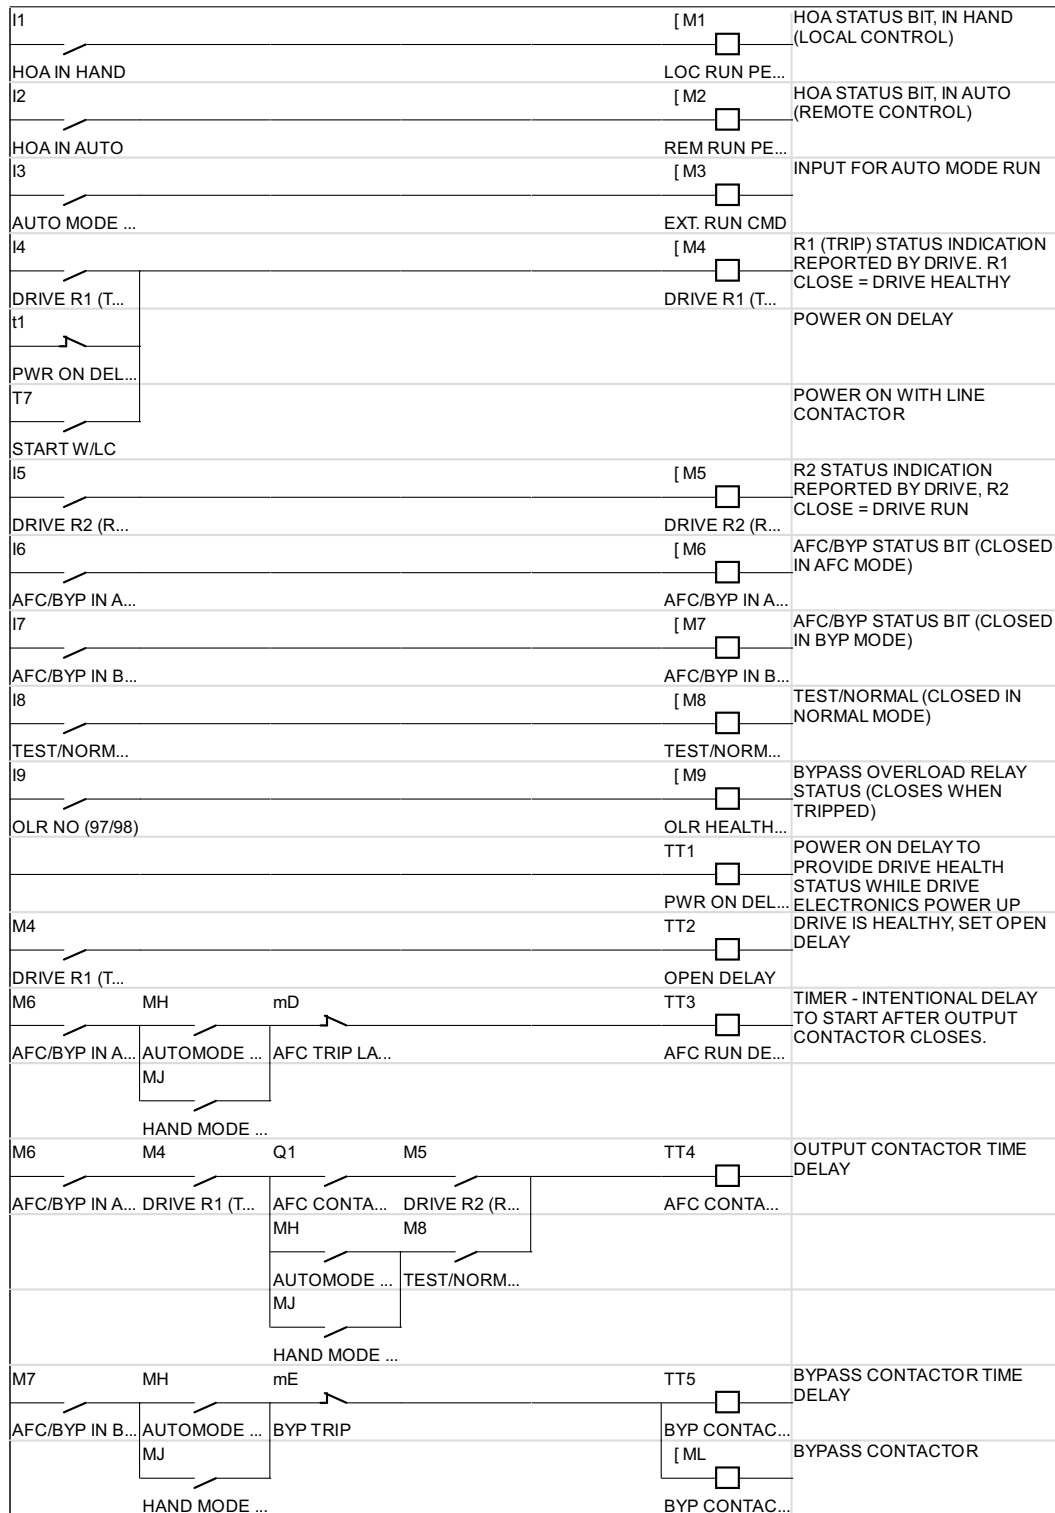 I1
[ M1
HOA STATUS BIT, IN HAND
(LOCAL CONTROL)
HOA IN HAND
LOC RUN PE...
I2
[ M2
HOA STATUS BIT, IN AUTO
(REMOTE CONTROL)
HOA IN AUTO
REM RUN PE...
I3
[ M3
INPUT FOR AUTO MODE RUN
AUTO MODE ...
EXT. RUN CMD
I4
[ M4
R1 (TRIP) STATUS INDICATION
REPORTED BY DRIVE. R1
CLOSE = DRIVE HEALTHY
DRIVE R1 (T...
DRIVE R1 (T...
t1
POWER ON DELAY
PWR ON DEL...
T7
POWER ON WITH LINE
CONTACTOR
START W/LC
I5
[ M5
R2 STATUS INDICATION
REPORTED BY DRIVE, R2
CLOSE = DRIVE RUN
DRIVE R2 (R...
DRIVE R2 (R...
I6
[ M6
AFC/BYP STATUS BIT (CLOSED
IN AFC MODE)
AFC/BYP IN A...
AFC/BYP IN A...
I7
[ M7
AFC/BYP STATUS BIT (CLOSED
IN BYP MODE)
AFC/BYP IN B...
AFC/BYP IN B...
I8
[ M8
TEST/NORMAL (CLOSED IN
NORMAL MODE)
TEST/NORM...
TEST/NORM...
I9
[ M9
BYPASS OVERLOAD RELAY
STATUS (CLOSES WHEN
TRIPPED)
OLR NO (97/98)
OLR HEALTH...
TT1
POWER ON DELAY TO
PROVIDE DRIVE HEALTH
STATUS WHILE DRIVE
ELECTRONICS POWER UP
PWR ON DEL...
M4
TT2
DRIVE IS HEALTHY, SET OPEN
DELAY
DRIVE R1 (T...
OPEN DELAY
M6
MH
mD
TT3
TIMER - INTENTIONAL DELAY
TO START AFTER OUTPUT
CONTACTOR CLOSES.
AFC/BYP IN A...
AUTOMODE ...
AFC TRIP LA...
AFC RUN DE...
MJ
HAND MODE ...
M6
M4
Q1
M5
TT4
OUTPUT CONTACTOR TIME
DELAY
AFC/BYP IN A...
DRIVE R1 (T...
AFC CONTA...
DRIVE R2 (R...
AFC CONTA...
MH
M8
AUTOMODE ...
TEST/NORM...
MJ
HAND MODE ...
M7
MH
mE
TT5
BYPASS CONTACTOR TIME
DELAY
AFC/BYP IN B...
AUTOMODE ...
BYP TRIP
BYP CONTAC...
MJ
[ ML
BYPASS CONTACTOR
HAND MODE ...
BYP CONTAC...